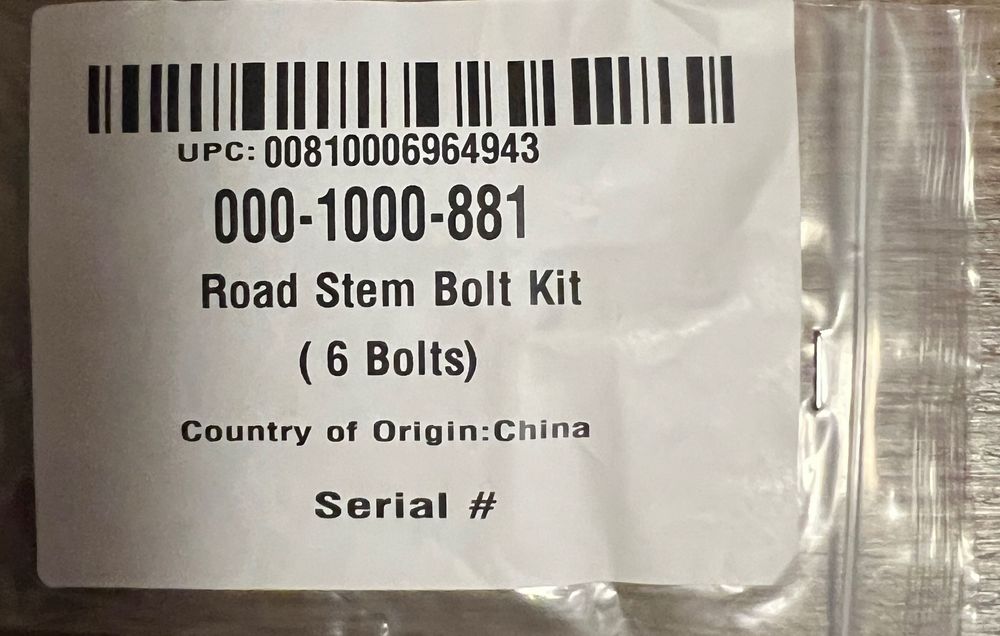 UPC: 00810006964943
000-1000-881
Road Stem Bolt Kit
( 6 Bolts)
Country of Origin:China
Serial #